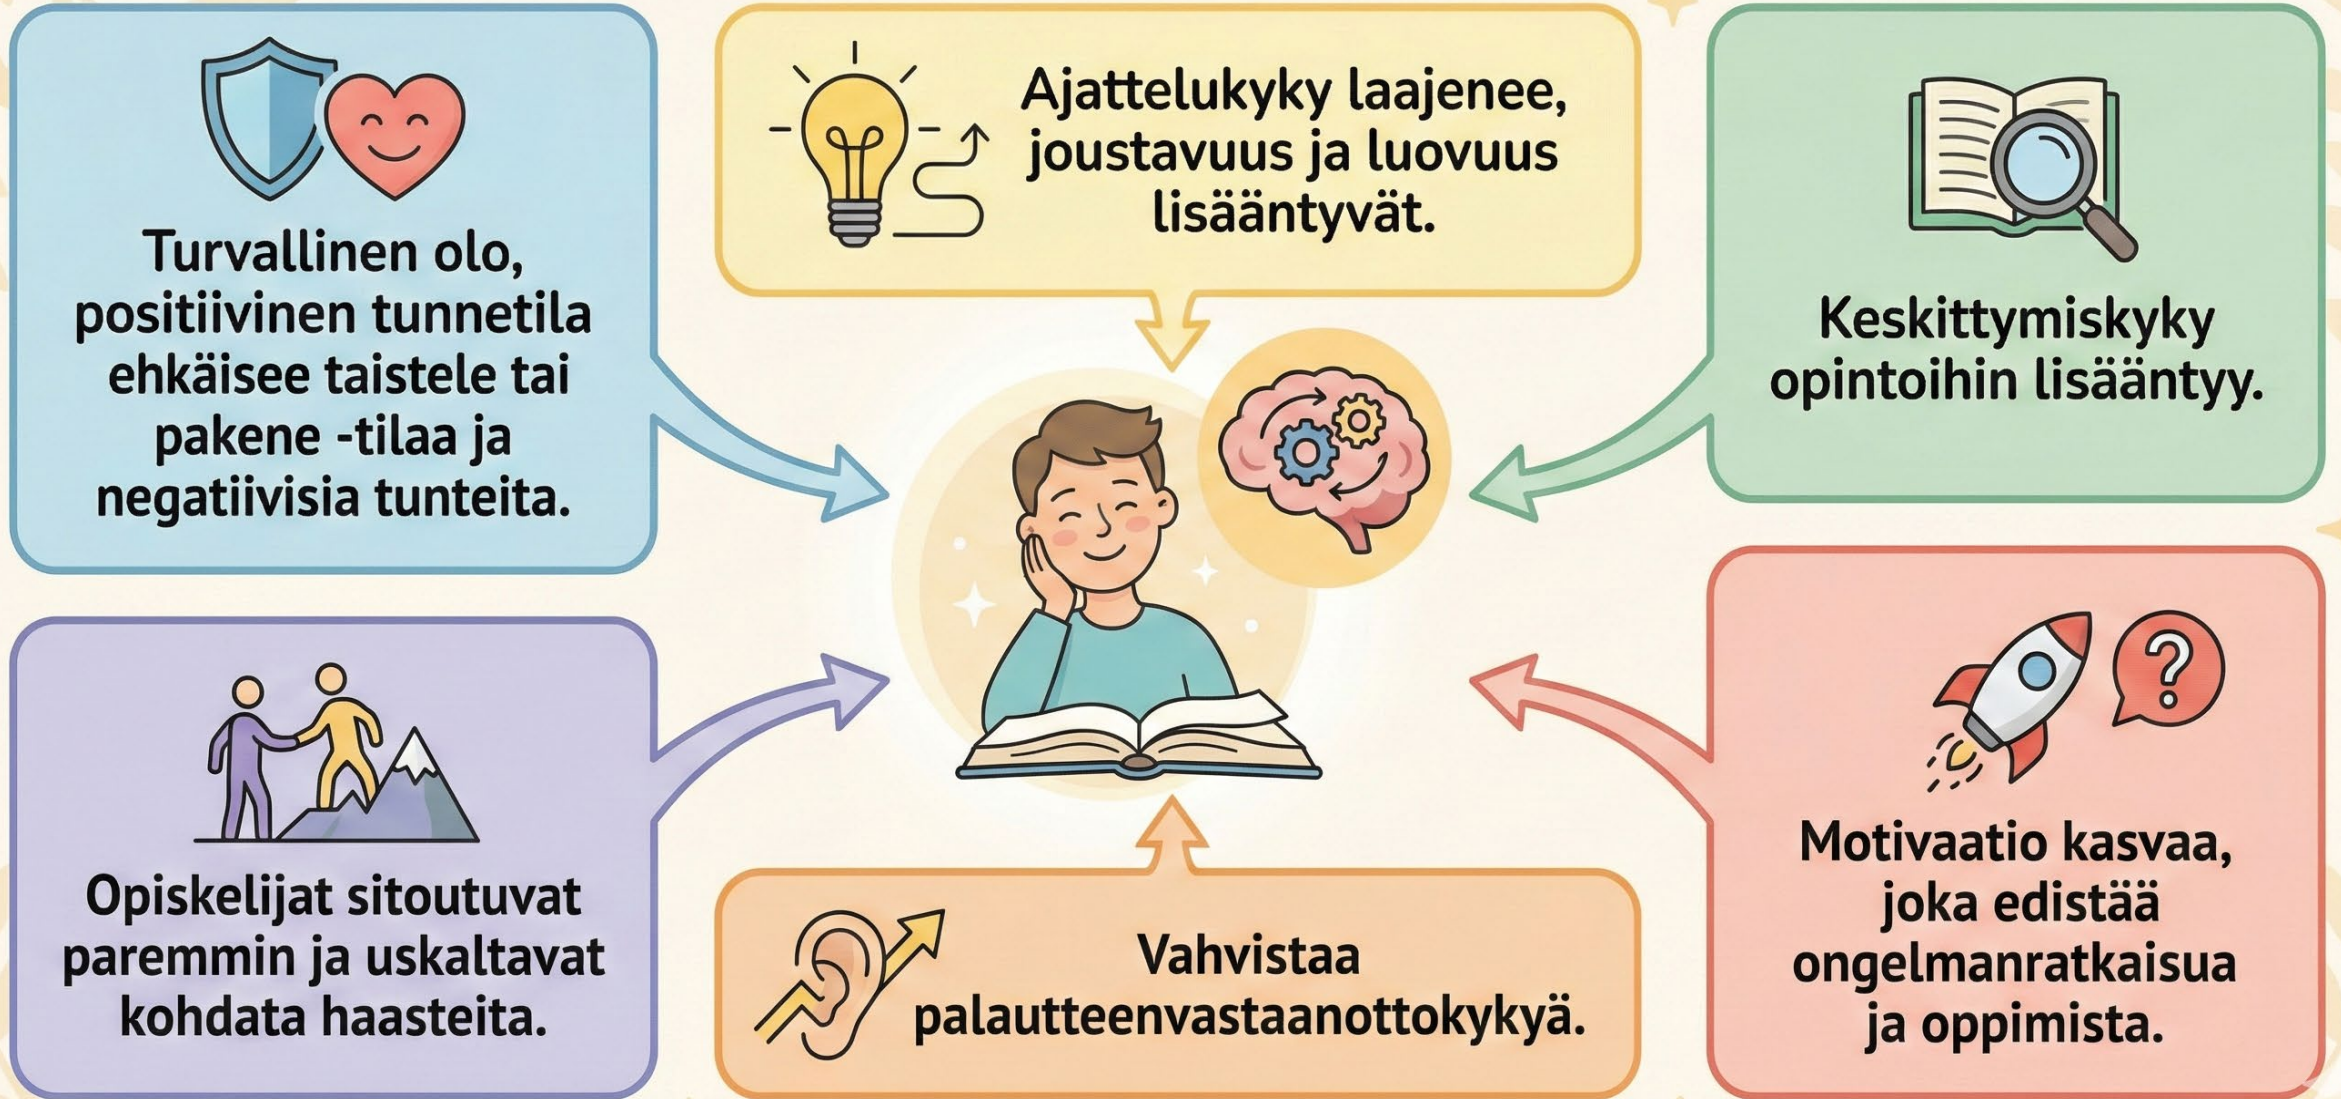 Turvallinen olo,
positiivinen tunnetila
ehkäisee taistele tai
pakene -tilaa ja
negatiivisia tunteita.
Ajattelukyky laajenee,
joustavuus ja luovuus
lisääntyvät.
Keskittymiskyky
opintoihin lisääntyy.
Opiskelijat sitoutuvat
paremmin ja uskaltavat
kohdata haasteita.
Vahvistaa
palautteenvastaanottokykyä.
?
Motivaatio kasvaa,
joka edistää
ongelmanratkaisua
ja oppimista.